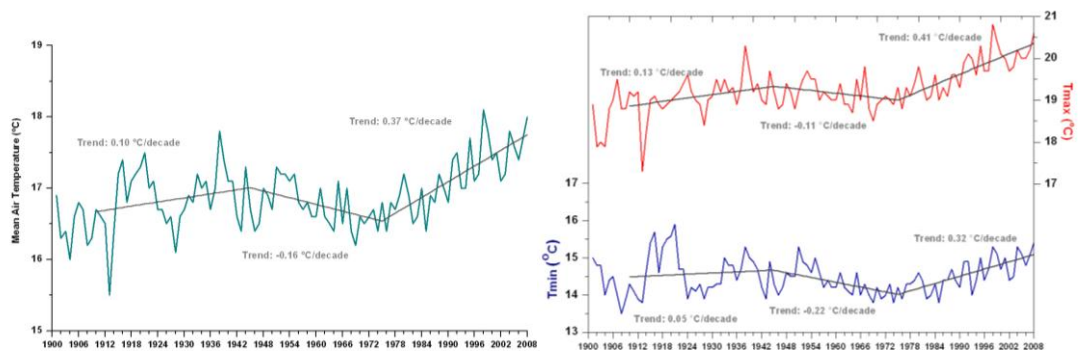 19
18
17
16
15
Mean Air Temperature (ºC)
Trend: 0.10 ºC/decade
Trend: 0.37 ºC/decade
Trend: -0.16 ºC/decade
1900 1906 1912 1918 1924 1930 1936 1942 1948 1954 1960 1966 1972 1978 1984 1990 1996 2002 2008
21
20
19
18
17
Tmax (°C)
Trend: 0.41 °C/decade
Trend: 0.13 °C/decade
Trend: -0.11 °C/decade
17
16
15
14
13
Tmin (°C)
Trend: 0.32 °C/decade
Trend: 0.05 °C/decade
Trend: -0.22 °C/decade
1900 1906 1912 1918 1924 1930 1936 1942 1948 1954 1960 1966 1972 1978 1984 1990 1996 2002 2008